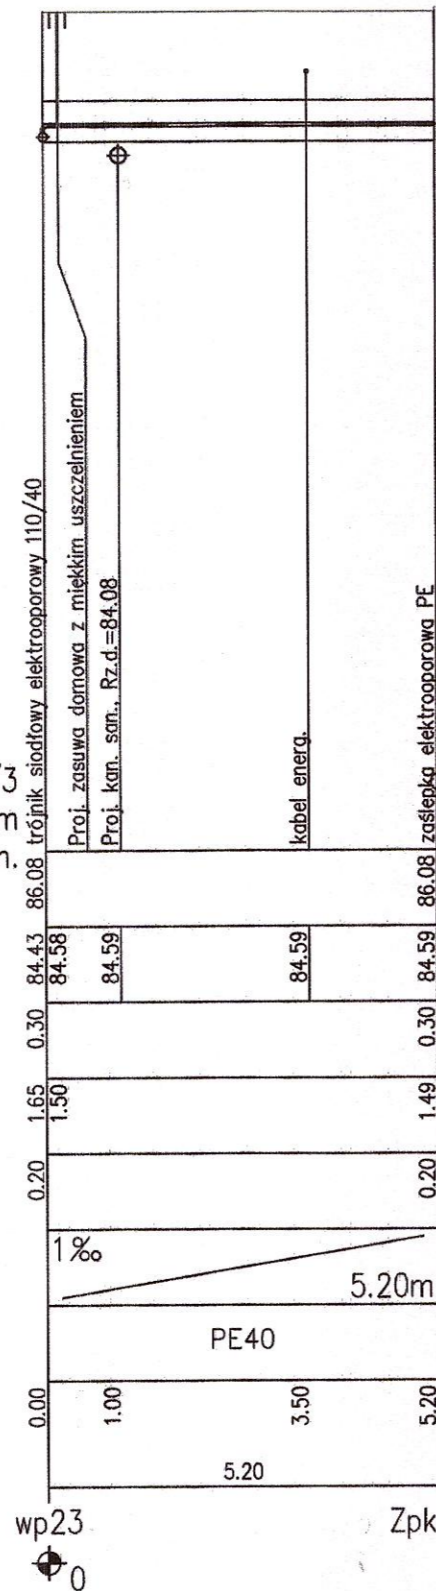 trójnik siodłowy elektrooporowy 110/40
Proj. zasuwa domowa z miękkim uszczelnieniem
Proj. kan. san., Rz.d.=84.08
kabel energ.
zaślepka elektrooporowa PE
86.08 86.08
84.43 84.58 84.59 84.59 84.59
0.30 0.30
1.65 1.50 1.49
0.20 0.20
1‰ 5.20m
PE40
0.00 1.00 3.50 5.20
5.20
wp23 Zpk
0